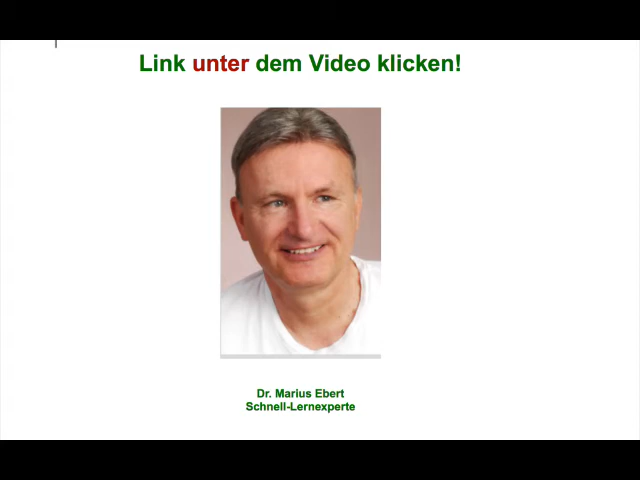 Link unter dem Video klicken!
Dr. Marius Ebert
Schnell-Lernexperte